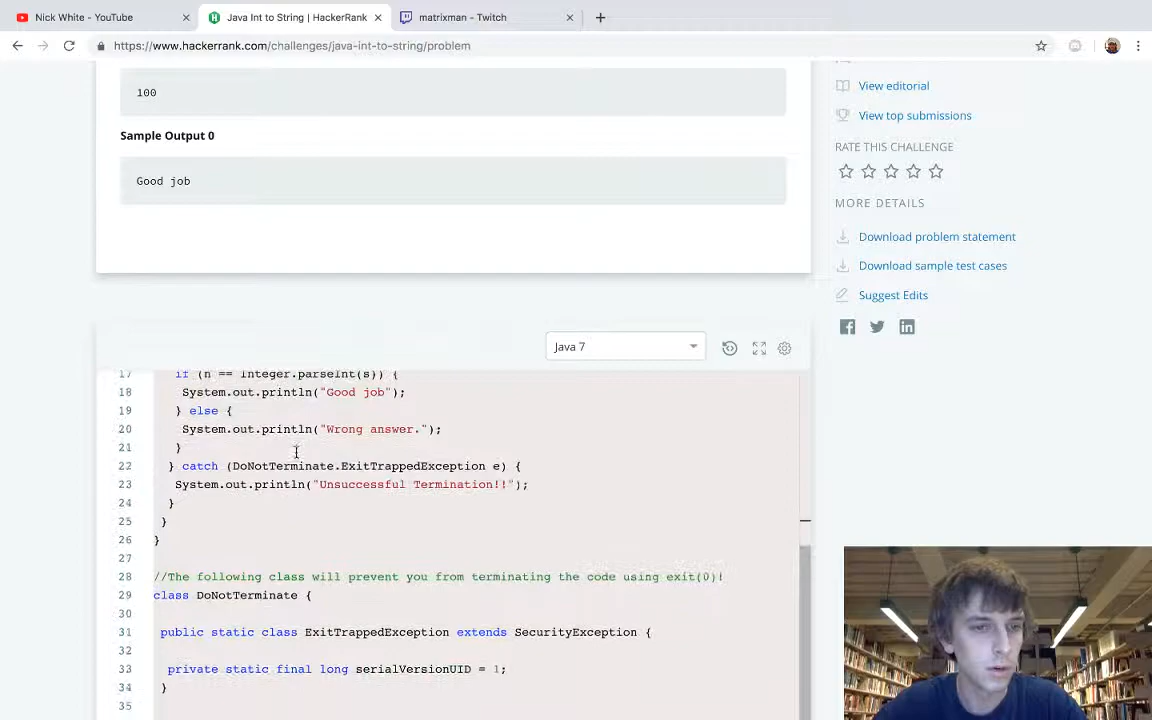 Nick White - YouTube
Java Int to String | HackerRank
matrixman - Twitch
https://www.hackerrank.com/challenges/java-int-to-string/problem
100
Sample Output 0
Good job
View editorial
View top submissions
RATE THIS CHALLENGE
MORE DETAILS
Download problem statement
Download sample test cases
Suggest Edits
Java 7
17 if (n == Integer.parseInt(s)) {
18 System.out.println("Good job");
19 } else {
20 System.out.println("Wrong answer.");
21 }
22 } catch (DoNotTerminate.ExitTrappedException e) {
23 System.out.println("Unsuccessful Termination!!");
24 }
25 }
26 }
27
28 //The following class will prevent you from terminating the code using exit(0)!
29 class DoNotTerminate {
30
31 public static class ExitTrappedException extends SecurityException {
32
33 private static final long serialVersionUID = 1;
34 }
35